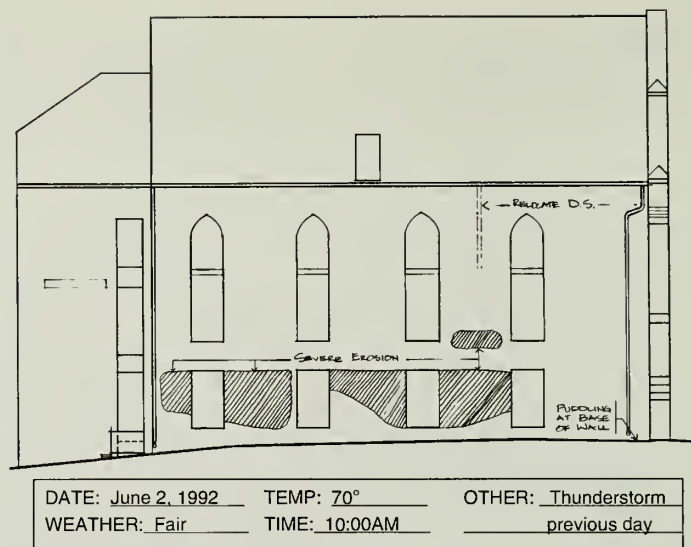 RELOCATE D.S.
SEVERE EROSION
PUDDLING
AT BASE
OF WALL
DATE: June 2, 1992 TEMP: 70° OTHER: Thunderstorm
WEATHER: Fair TIME: 10:00AM previous day